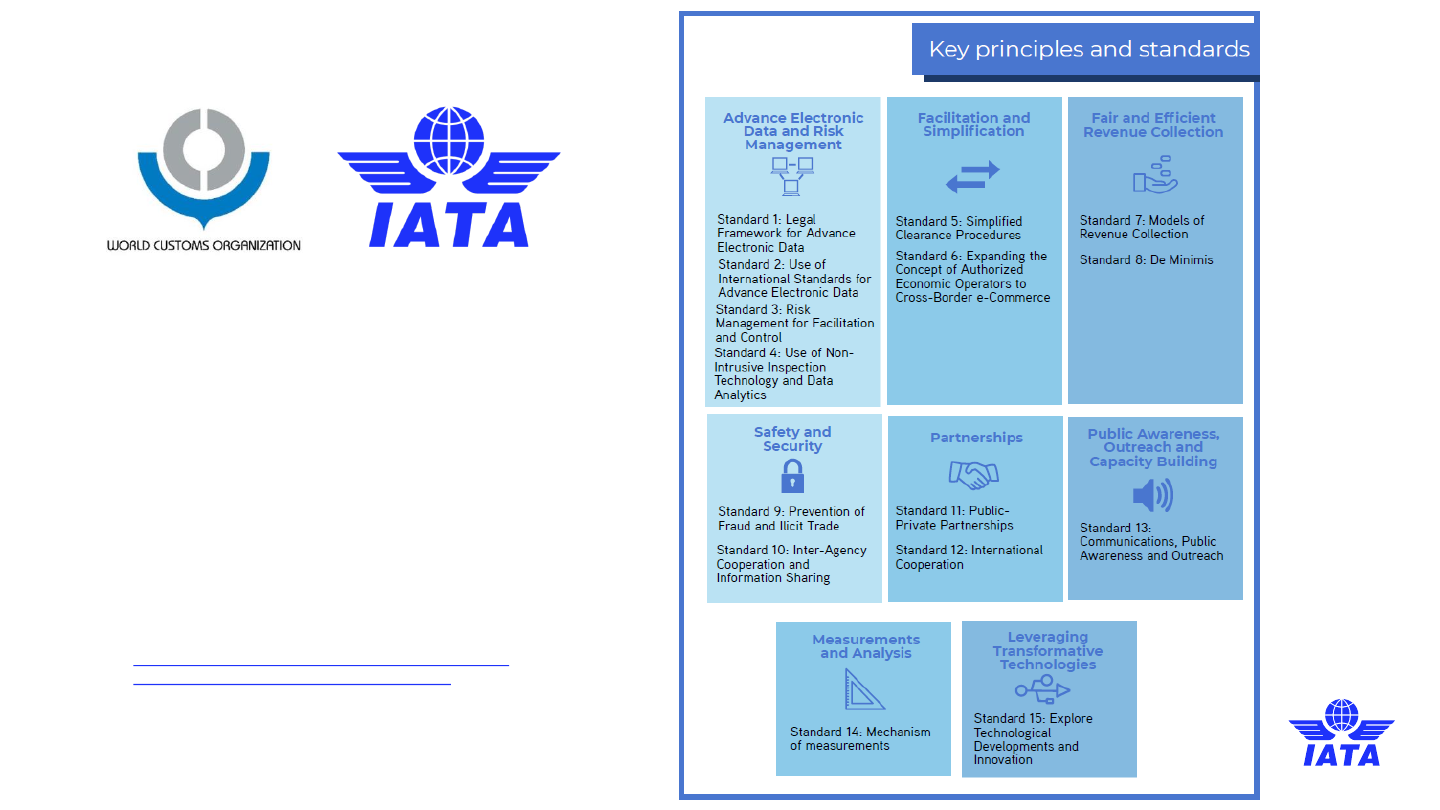 WORLD CUSTOMS ORGANIZATION
IATA
Key principles and standards
Advance Electronic
Data and Risk
Management
Standard 1: Legal
Framework for Advance
Electronic Data
Standard 2: Use of
International Standards for
Advance Electronic Data
Standard 3: Risk
Management for Facilitation
and Control
Standard 4: Use of Non-
Intrusive Inspection
Technology and Data
Analytics
Facilitation and
Simplification
Standard 5: Simplified
Clearance Procedures
Standard 6: Expanding the
Concept of Authorized
Economic Operators to
Cross-Border e-Commerce
Fair and Efficient
Revenue Collection
Standard 7: Models of
Revenue Collection
Standard 8: De Minimis
Safety and
Security
Standard 9: Prevention of
Fraud and Ilicit Trade
Standard 10: Inter-Agency
Cooperation and
Information Sharing
Partnerships
Standard 11: Public-
Private Partnerships
Standard 12: International
Cooperation
Public Awareness,
Outreach and
Capacity Building
Standard 13:
Communications, Public
Awareness and Outreach
Measurements
and Analysis
Standard 14: Mechanism
of measurements
Leveraging
Transformative
Technologies
Standard 15: Explore
Technological
Developments and
Innovation
IATA